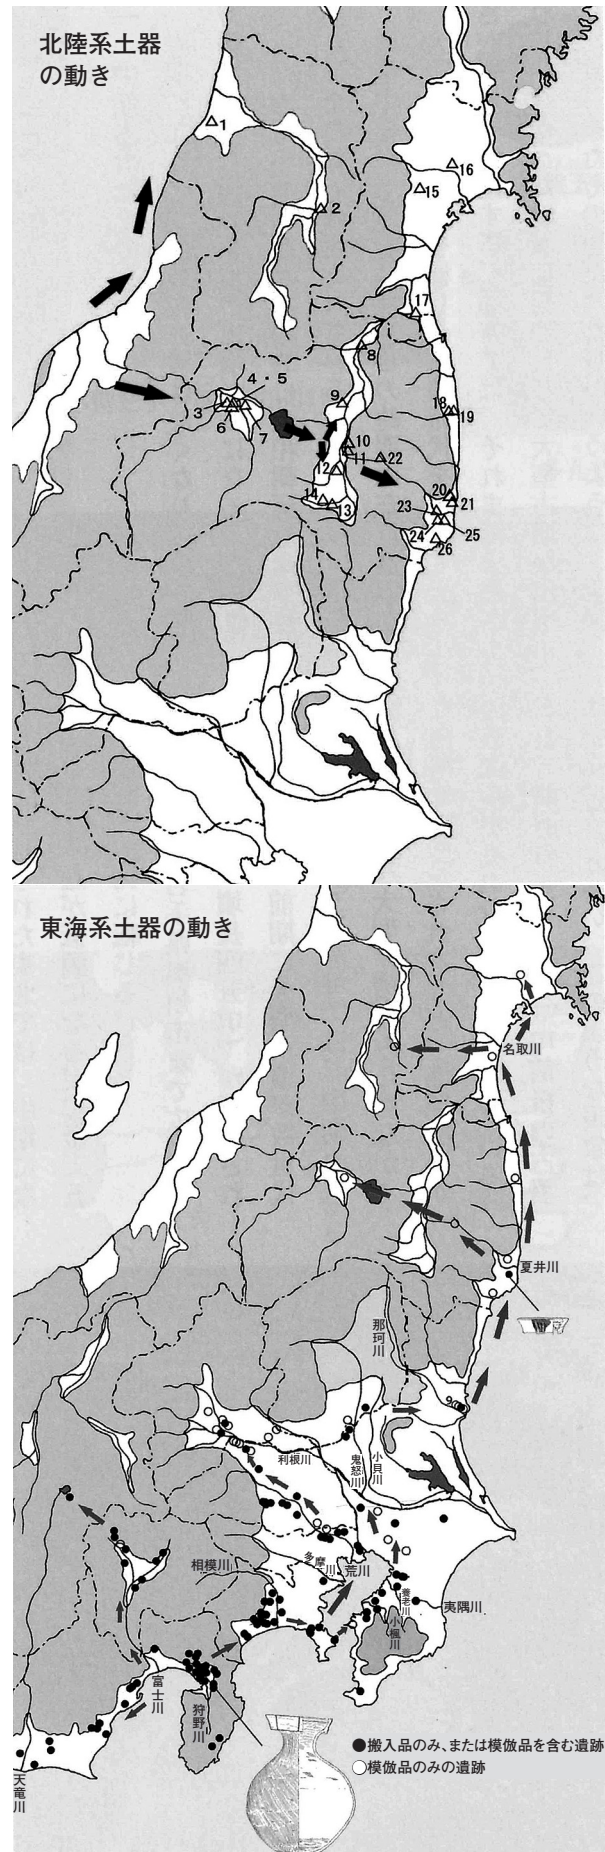 北陸系土器
の動き
1
16
15
2
17
8
4・5
3
9
18
19
6
7
10
11
22
12
20
21
14
13
23
24
25
26
東海系土器の動き
名取川
夏井川
那珂川
利根川
鬼怒川
小貝川
相模川
多摩川
荒川
養老川
小櫃川
夷隅川
富士川
狩野川
天竜川
●搬入品のみ、または模倣品を含む遺跡
○模倣品のみの遺跡